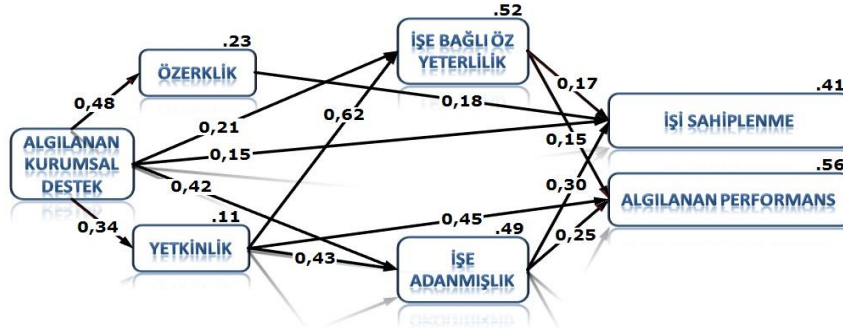 .52
.23
İŞE BAĞLI ÖZ
YETERLİLİK
ÖZERKLİK
0,17
.41
0,48
0,18
0,21
0,62
İŞİ SAHİPLENME
ALGILANAN
KURUMSAL
DESTEK
0,15
0,15
.56
0,42
0,30
ALGILANAN PERFORMANS
.11
0,34
0,45
.49
0,25
YETKİNLİK
0,43
İŞE
ADANMIŞLIK